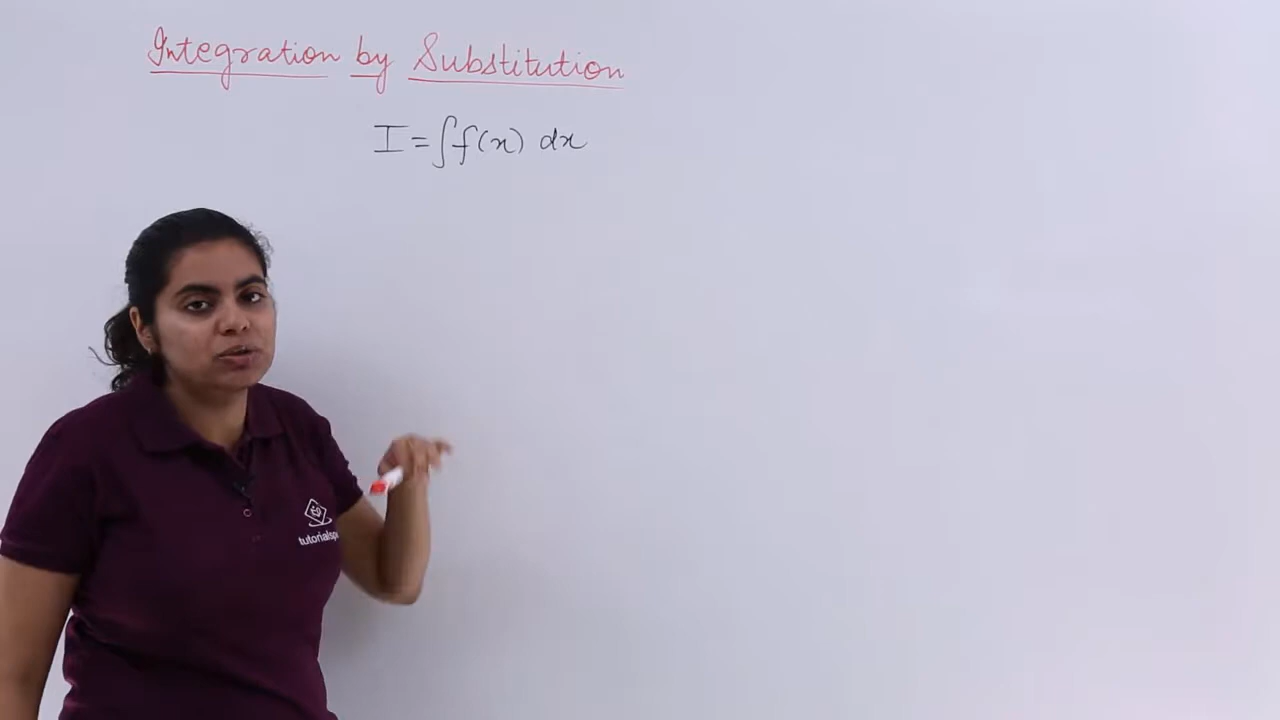 Integration by Substitution
I = ∫f(x) dx